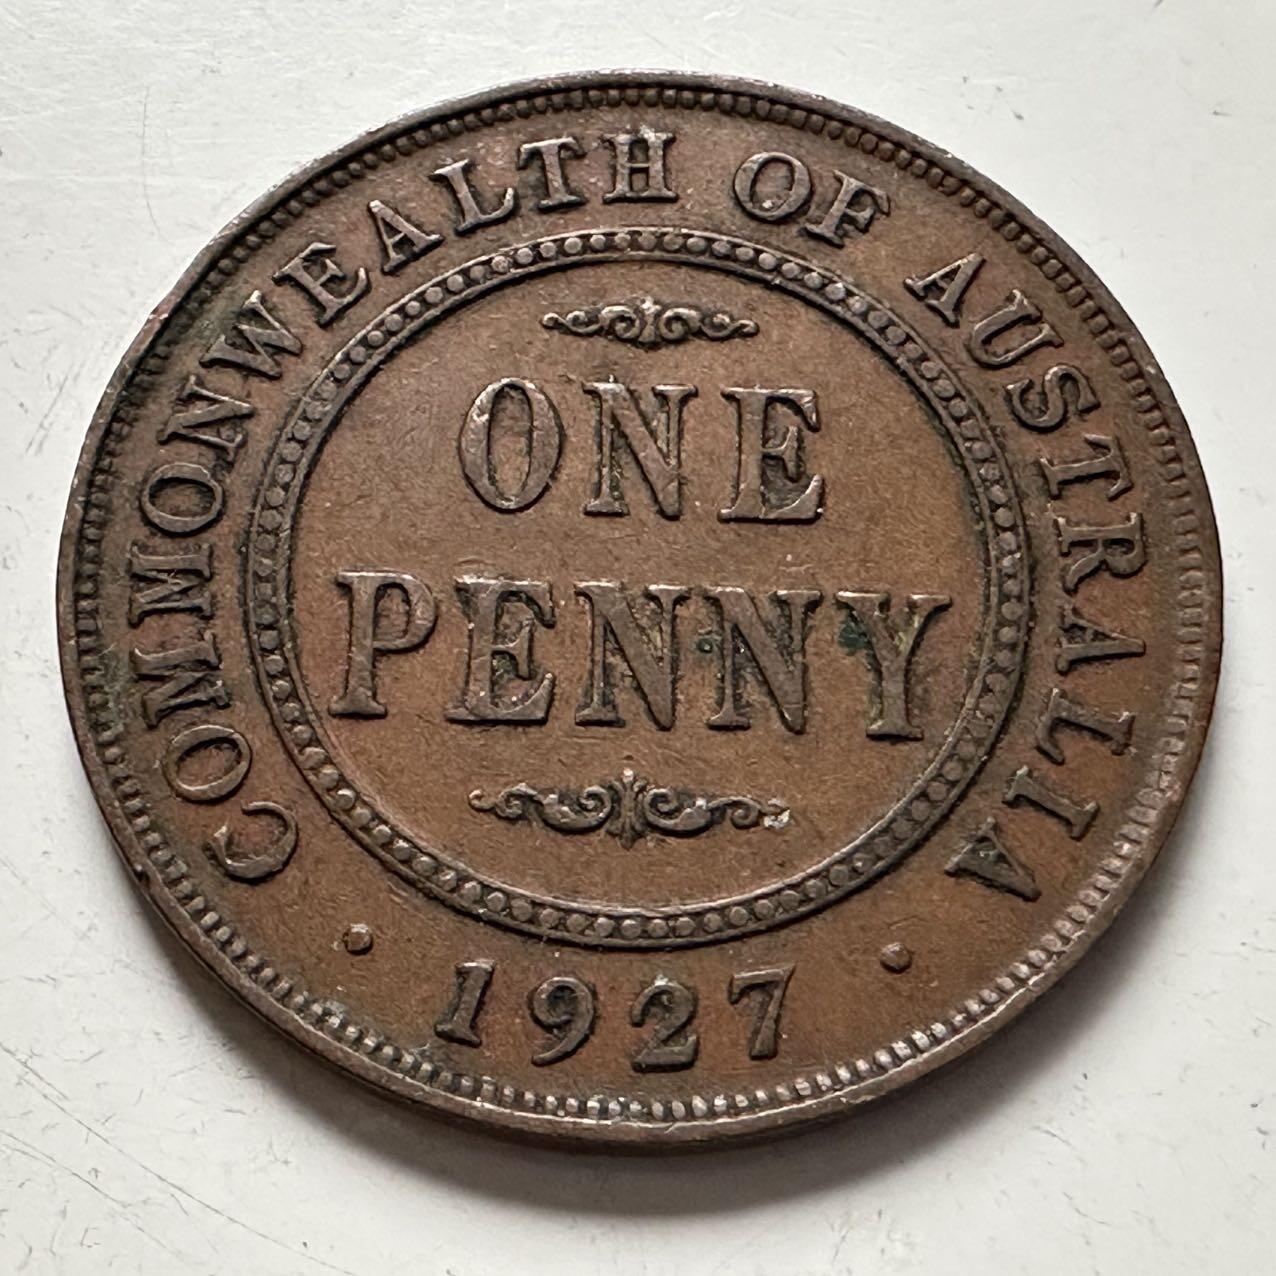 COMMONWEALTH OF AUSTRALIA
ONE
PENNY
· 1927 ·